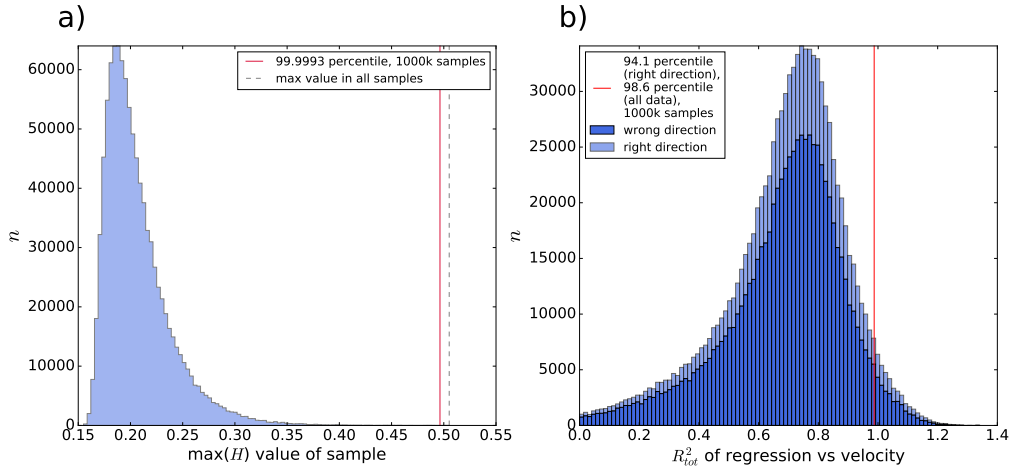 a)
60000
50000
40000
30000
20000
10000
0
n
0.15 0.20 0.25 0.30 0.35 0.40 0.45 0.50 0.55
max(H) value of sample
99.9993 percentile, 1000k samples
max value in all samples
b)
30000
25000
20000
15000
10000
5000
0
n
0.0 0.2 0.4 0.6 0.8 1.0 1.2 1.4
R²tot of regression vs velocity
94.1 percentile
(right direction),
98.6 percentile
(all data),
1000k samples
wrong direction
right direction